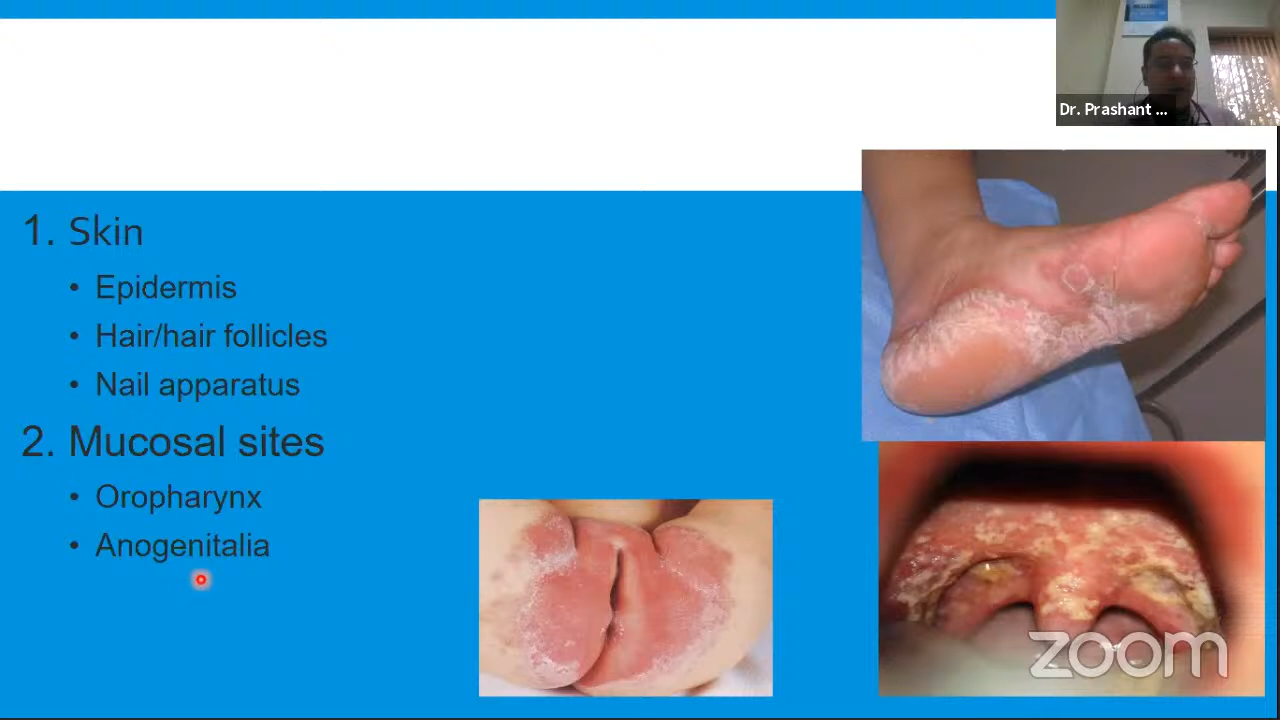 Dr. Prashant ...
1. Skin
• Epidermis
• Hair/hair follicles
• Nail apparatus
2. Mucosal sites
• Oropharynx
• Anogenitalia
zoom